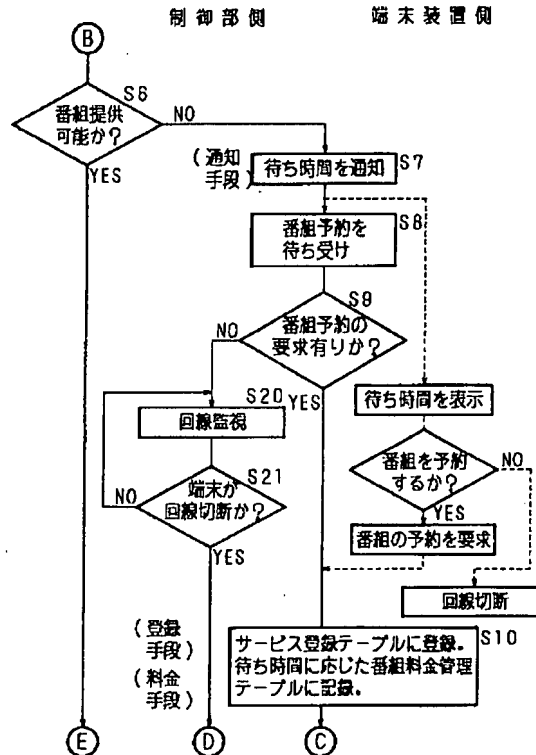 制御部側
端末装置側
B
S6
番組提供
可能か?
NO
YES
(通知
手段)
待ち時間を通知
S7
番組予約を
待ち受け
S8
S9
番組予約の
要求有りか?
NO
YES
S20
回線監視
待ち時間を表示
S21
端末が
回線切断か?
NO
YES
番組を予約
するか?
NO
YES
番組の予約を要求
回線切断
(登録
手段)
(料金
手段)
サービス登録テーブルに登録.
待ち時間に応じた番組料金管理
テーブルに記録.
S10
E
D
C